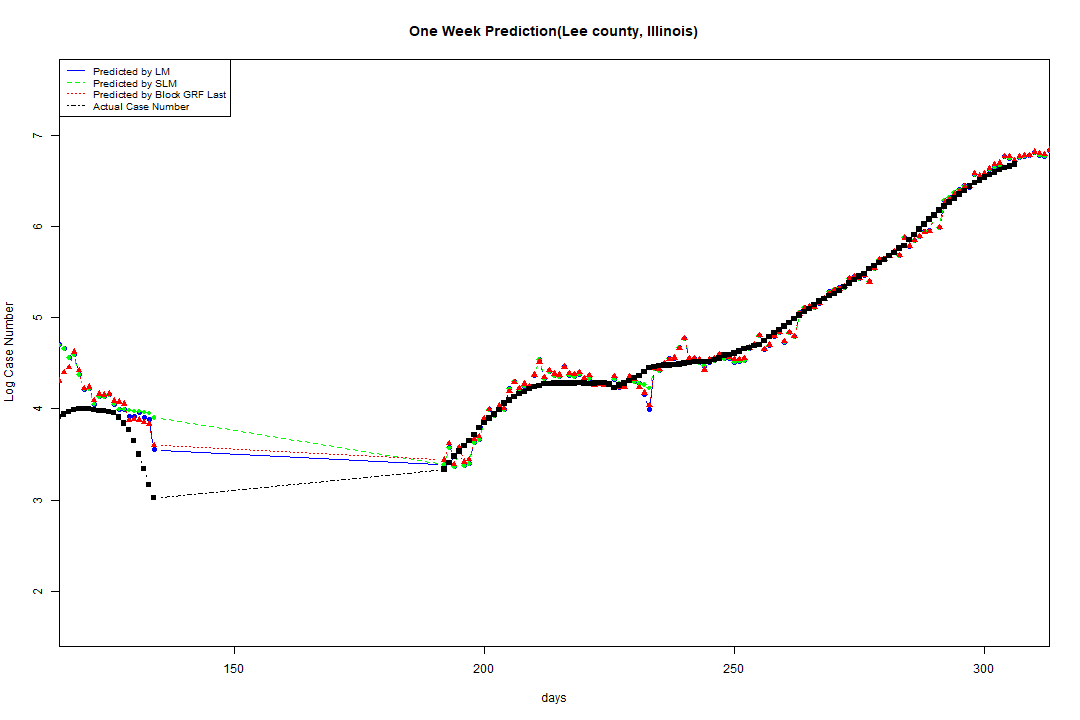 One Week Prediction(Lee county, Illinois)
Predicted by LM
Predicted by SLM
Predicted by Block GRF Last
Actual Case Number
7
6
5
4
3
2
Log Case Number
150 200 250 300
days